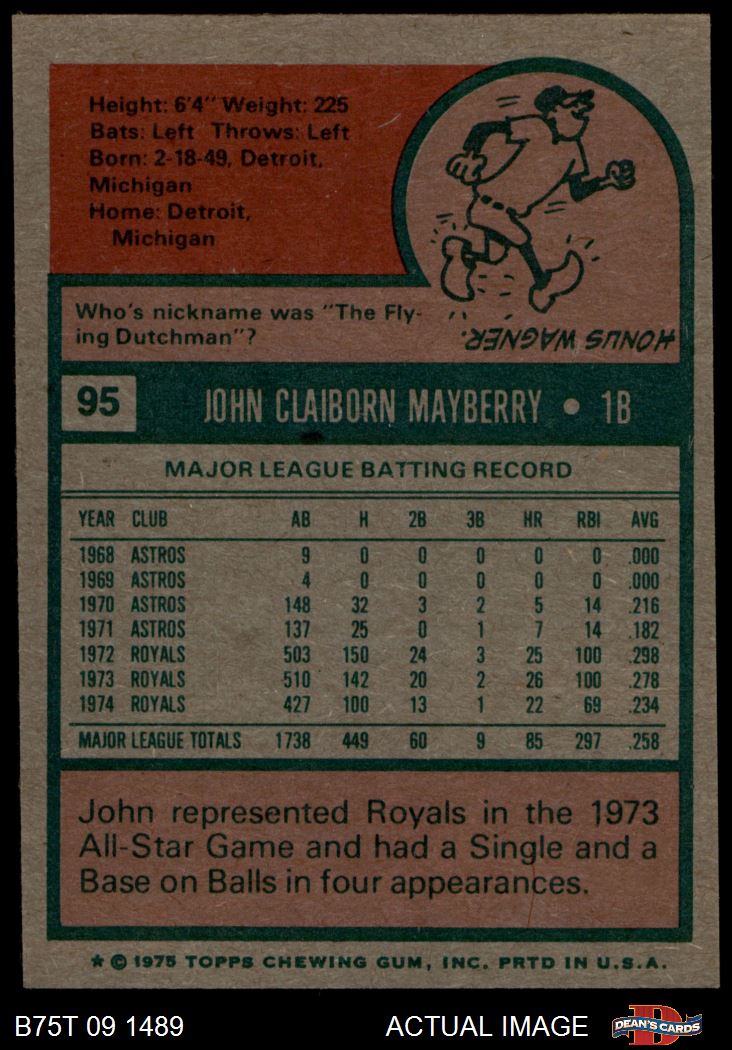 Height: 6'4" Weight: 225
Bats: Left Throws: Left
Born: 2-18-49, Detroit,
Michigan
Home: Detroit,
Michigan
Who's nickname was "The Fly-
ing Dutchman"?
HONUS WAGNER.
95 JOHN CLAIBORN MAYBERRY • 1B
MAJOR LEAGUE BATTING RECORD
YEAR CLUB AB H 2B 3B HR RBI AVG
1968 ASTROS 9 0 0 0 0 0 .000
1969 ASTROS 4 0 0 0 0 0 .000
1970 ASTROS 148 32 3 2 5 14 .216
1971 ASTROS 137 25 0 1 7 14 .182
1972 ROYALS 503 150 24 3 25 100 .298
1973 ROYALS 510 142 20 2 26 100 .278
1974 ROYALS 427 100 13 1 22 69 .234
MAJOR LEAGUE TOTALS 1738 449 60 9 85 297 .258
John represented Royals in the 1973
All-Star Game and had a Single and a
Base on Balls in four appearances.
★ © 1975 TOPPS CHEWING GUM, INC. PRTD IN U.S.A.
B75T 09 1489 ACTUAL IMAGE
D
DEAN'S CARDS